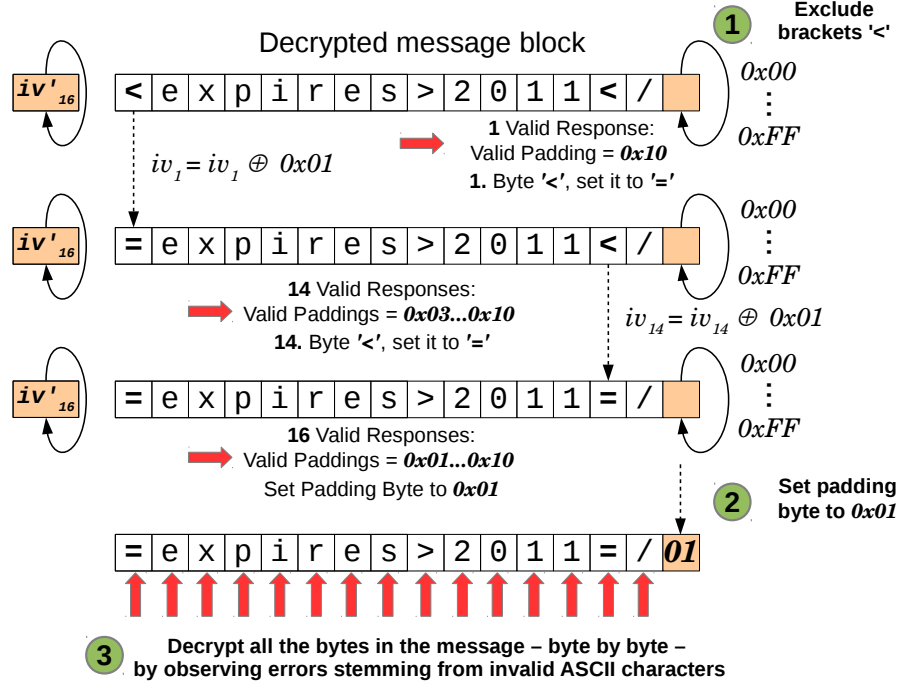 1 Exclude
brackets '<'
Decrypted message block
iv'16 < e x p i r e s > 2 0 1 1 < / 0x00
⋮
0xFF
1 Valid Response:
Valid Padding = 0x10
1. Byte '<', set it to '='
iv1 = iv1 ⊕ 0x01
iv'16 = e x p i r e s > 2 0 1 1 < / 0x00
⋮
0xFF
14 Valid Responses:
Valid Paddings = 0x03...0x10
14. Byte '<', set it to '='
iv14 = iv14 ⊕ 0x01
iv'16 = e x p i r e s > 2 0 1 1 = / 0x00
⋮
0xFF
16 Valid Responses:
Valid Paddings = 0x01...0x10
Set Padding Byte to 0x01
2 Set padding
byte to 0x01
= e x p i r e s > 2 0 1 1 = / 01
3 Decrypt all the bytes in the message – byte by byte –
by observing errors stemming from invalid ASCII characters